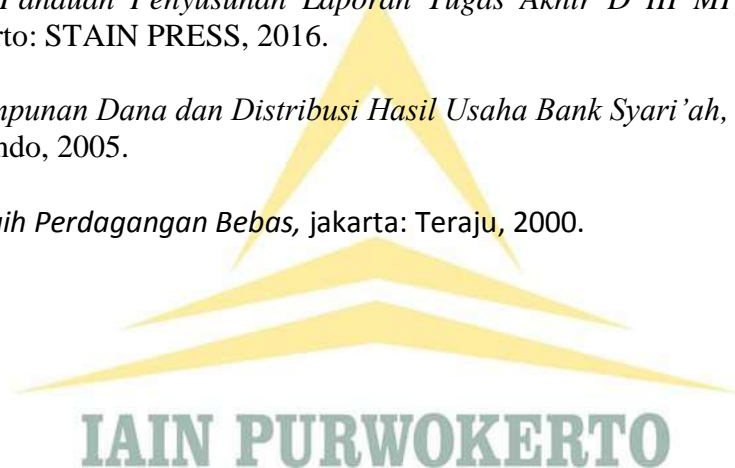 Panduan Penyusunan Laporan Tugas Akhir D III MP
rto: STAIN PRESS, 2016.
mpunan Dana dan Distribusi Hasil Usaha Bank Syari’ah,
ndo, 2005.
ih Perdagangan Bebas, jakarta: Teraju, 2000.
IAIN PURWOKERTO